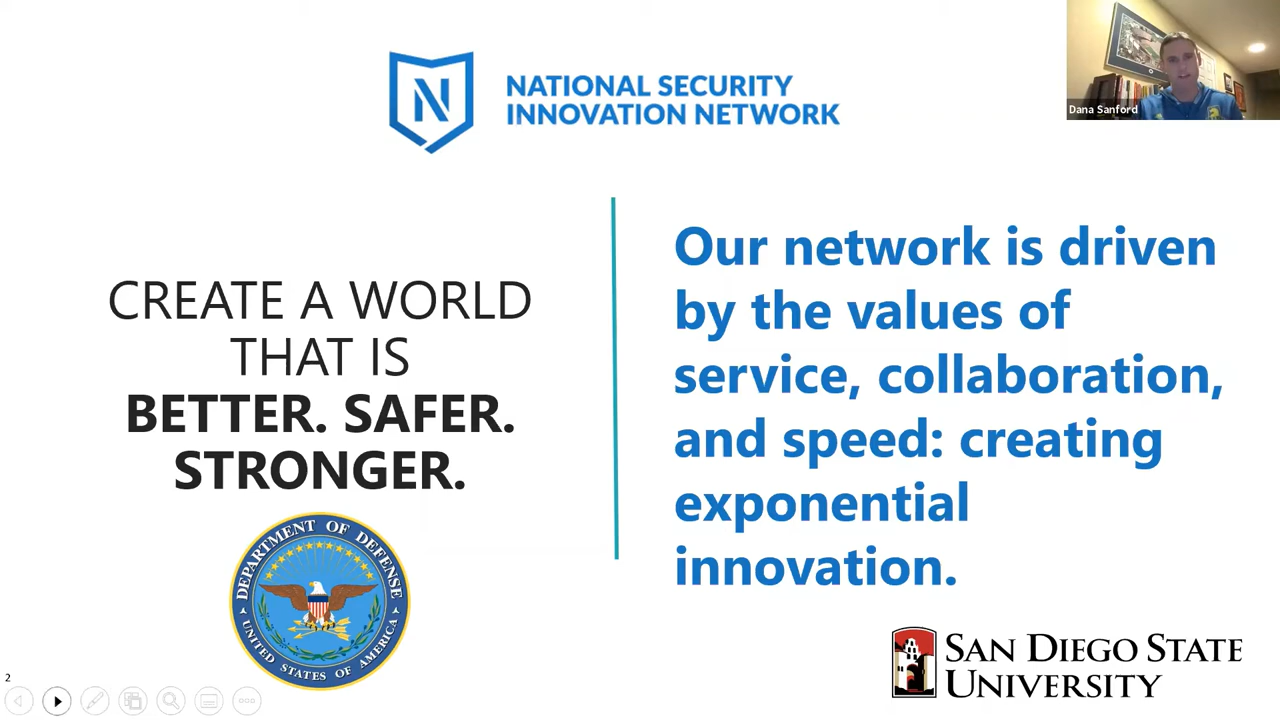 NATIONAL SECURITY
INNOVATION NETWORK
Dana Sanford
CREATE A WORLD
THAT IS
BETTER. SAFER.
STRONGER.
Our network is driven
by the values of
service, collaboration,
and speed: creating
exponential
innovation.
DEPARTMENT OF DEFENSE
UNITED STATES OF AMERICA
SAN DIEGO STATE
UNIVERSITY
2